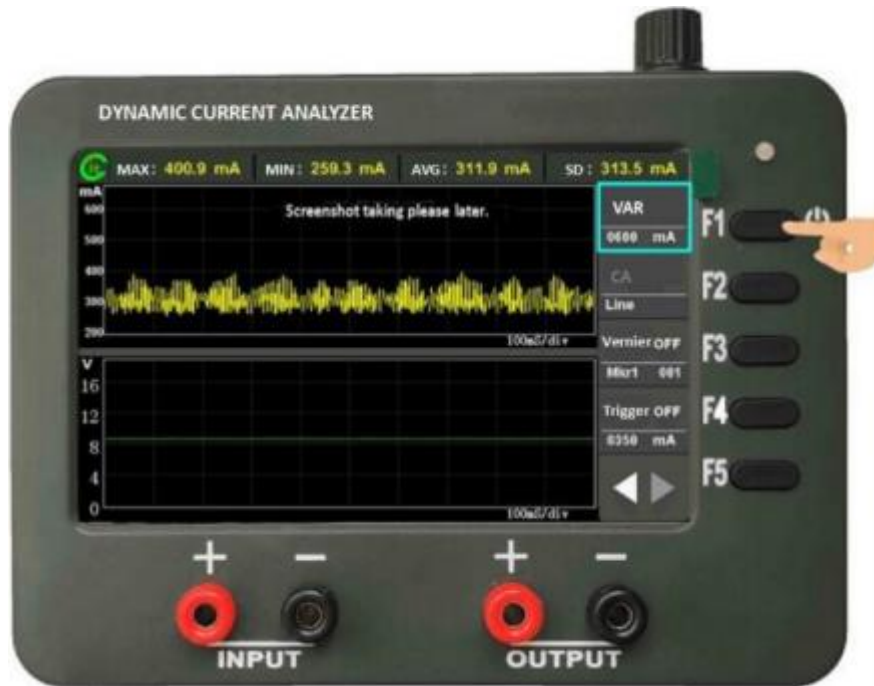 DYNAMIC CURRENT ANALYZER
MAX: 400.9 mA MIN: 259.3 mA AVG: 311.9 mA SD: 313.5 mA
mA
600
500
400
300
200
Screenshot taking please later.
100mS/div
V
16
12
8
4
0
100mS/div
VAR
0600 mA
CA
Line
Vernier OFF
Mkr1 001
Trigger OFF
0350 mA
F1
F2
F3
F4
F5
+ − + −
INPUT OUTPUT